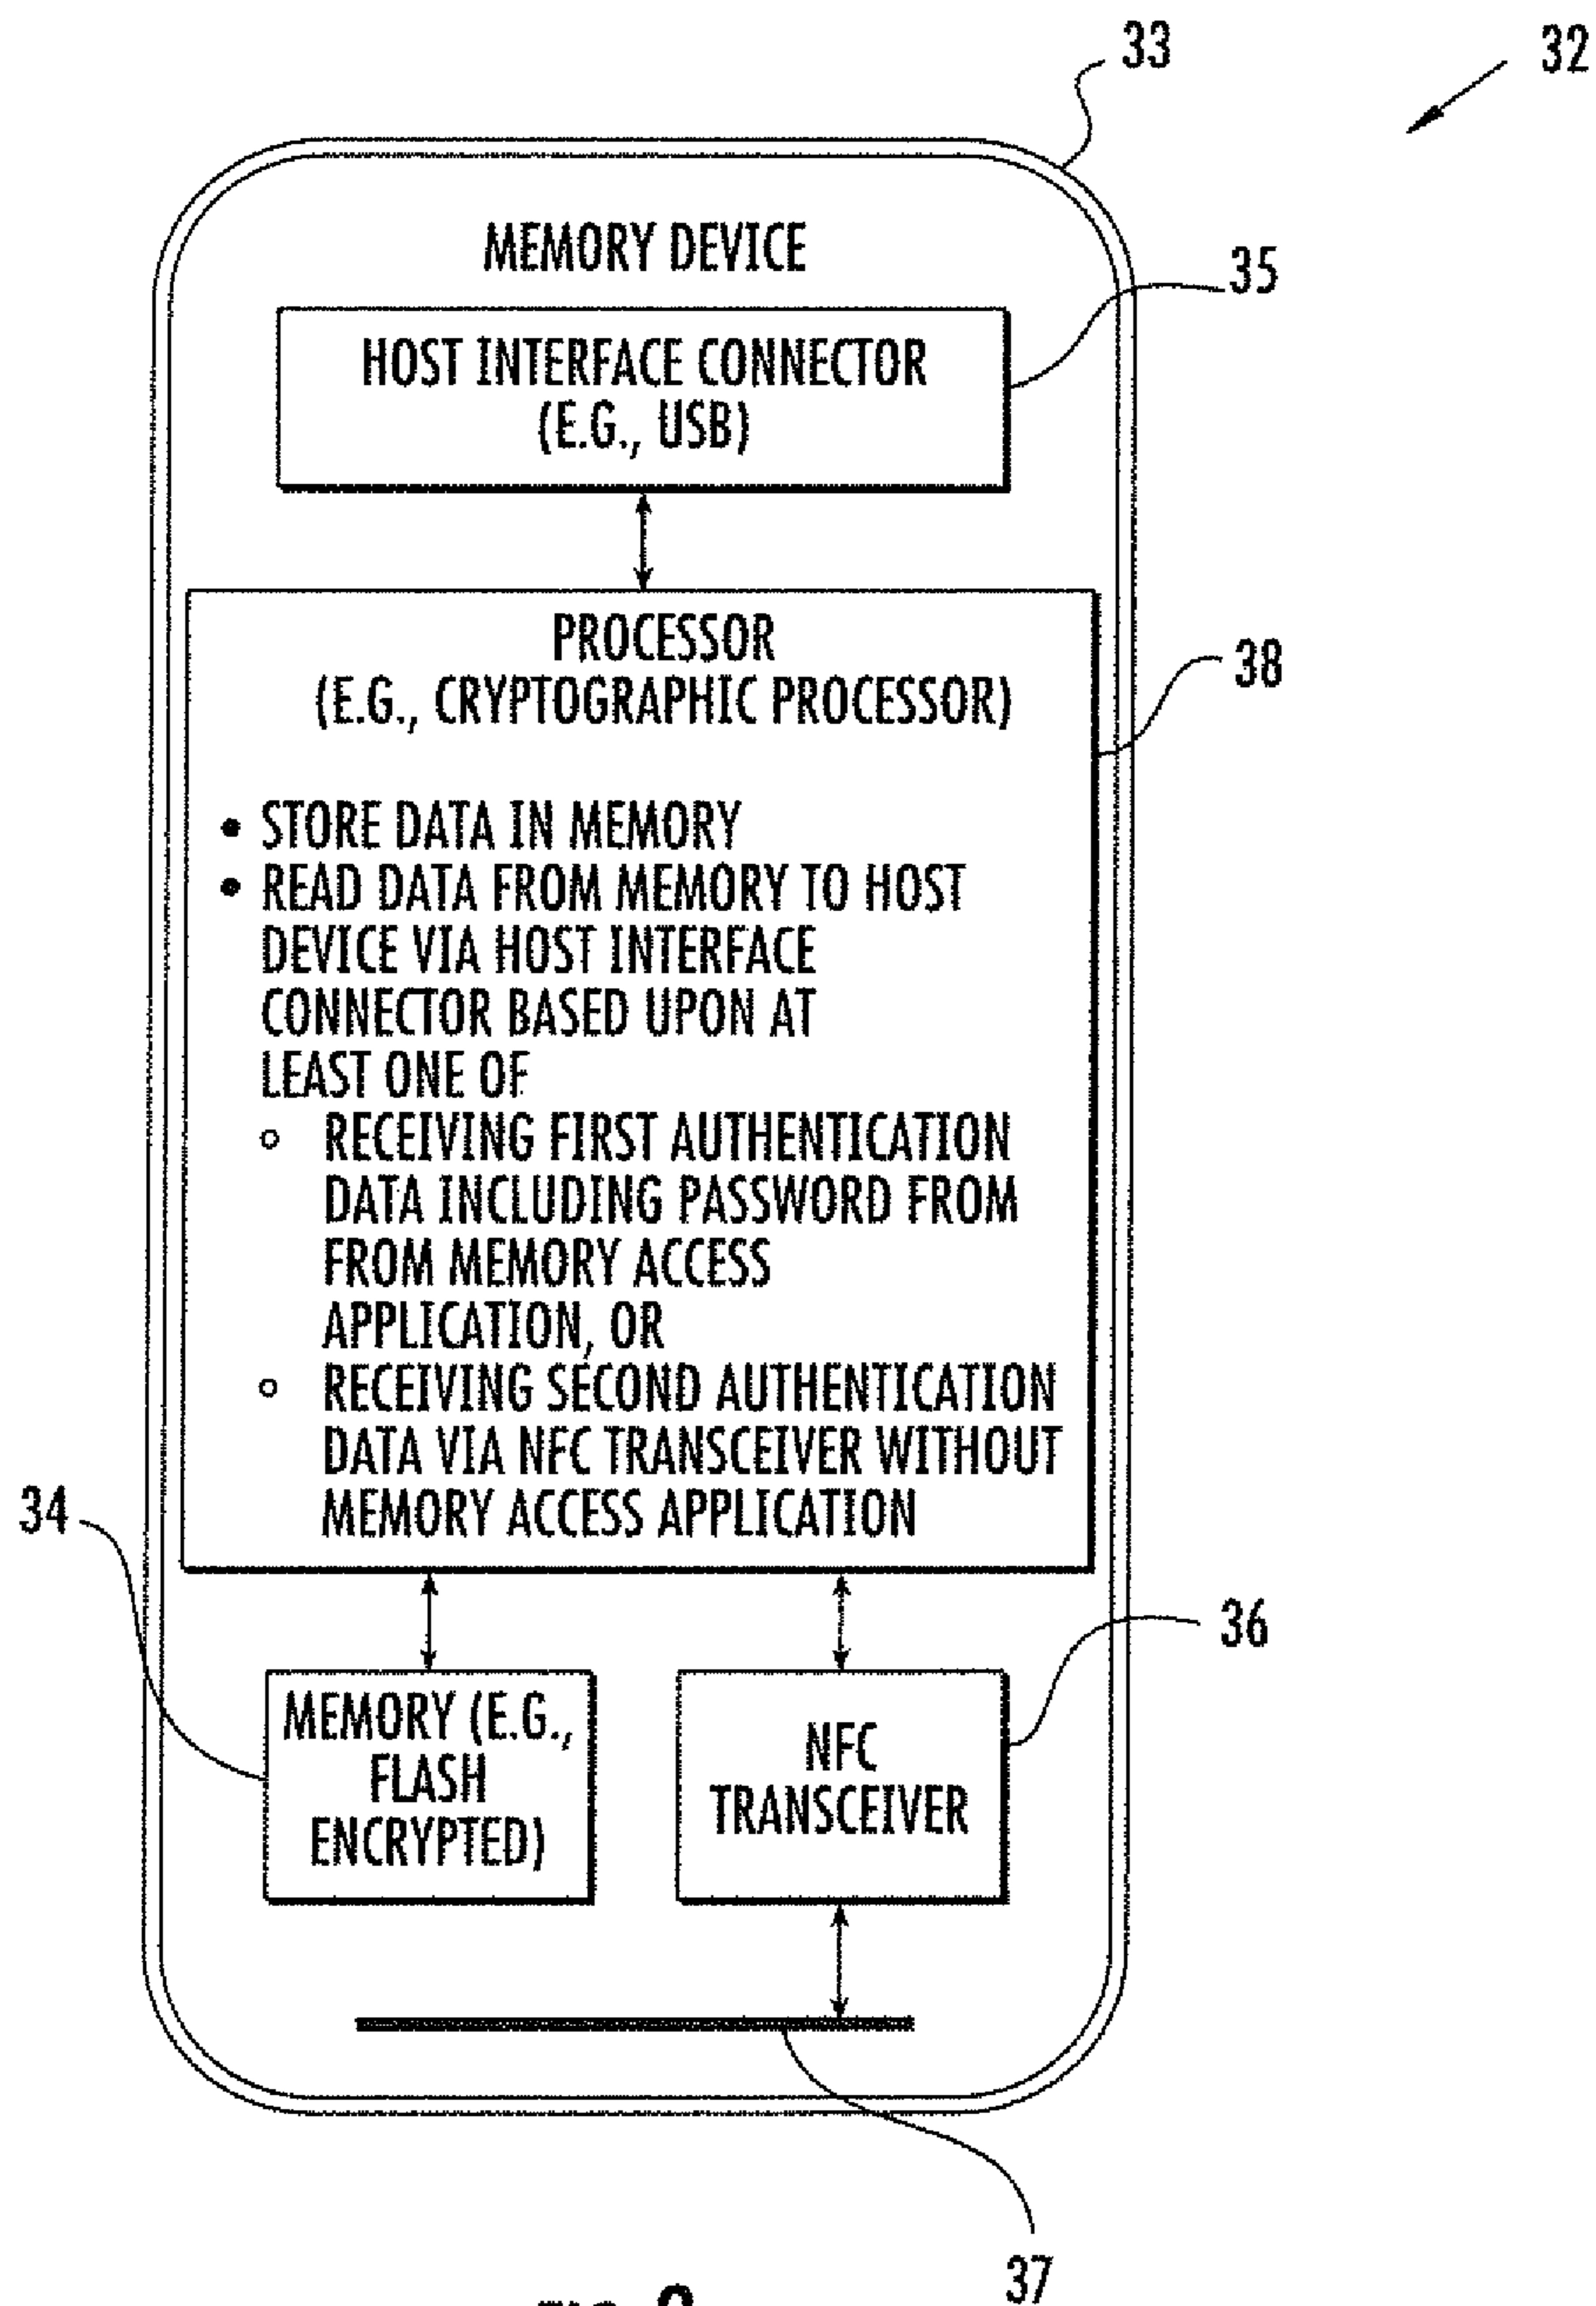 33
32
MEMORY DEVICE
35
HOST INTERFACE CONNECTOR
(E.G., USB)
PROCESSOR
(E.G., CRYPTOGRAPHIC PROCESSOR)
38
• STORE DATA IN MEMORY
• READ DATA FROM MEMORY TO HOST
DEVICE VIA HOST INTERFACE
CONNECTOR BASED UPON AT
LEAST ONE OF
○ RECEIVING FIRST AUTHENTICATION
DATA INCLUDING PASSWORD FROM
FROM MEMORY ACCESS
APPLICATION, OR
○ RECEIVING SECOND AUTHENTICATION
DATA VIA NFC TRANSCEIVER WITHOUT
MEMORY ACCESS APPLICATION
34
36
MEMORY (E.G.,
FLASH
ENCRYPTED)
NFC
TRANSCEIVER
37